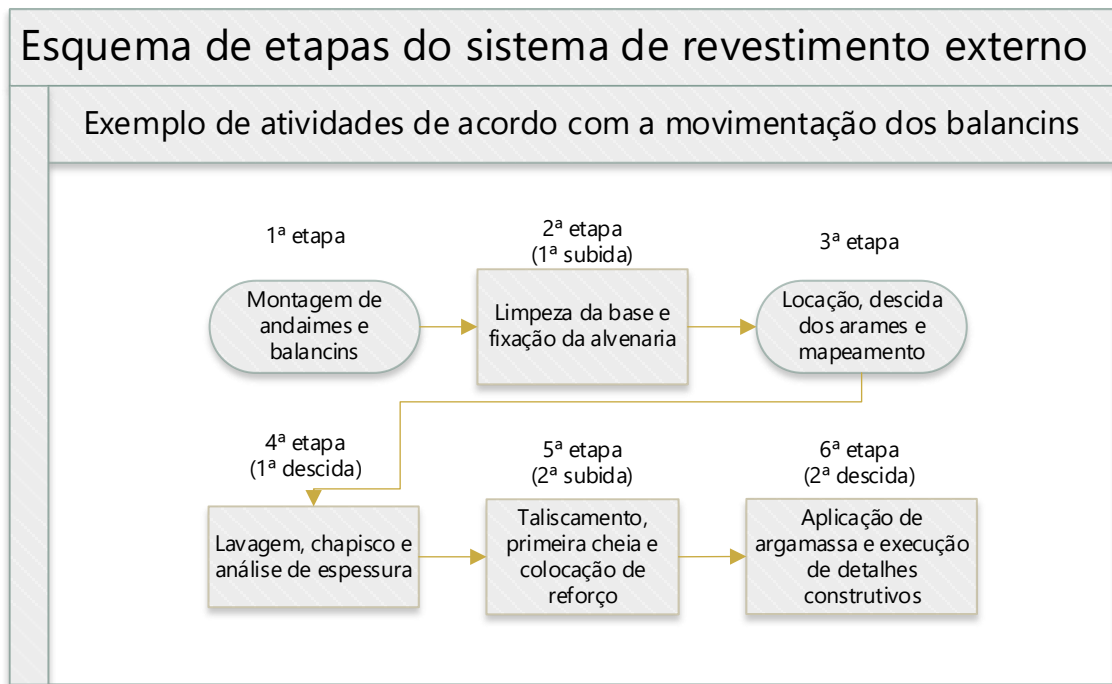 Esquema de etapas do sistema de revestimento externo
Exemplo de atividades de acordo com a movimentação dos balancins
1ª etapa
2ª etapa
(1ª subida)
3ª etapa
Montagem de
andaimes e
balancins
Limpeza da base e
fixação da alvenaria
Locação, descida
dos arames e
mapeamento
4ª etapa
(1ª descida)
5ª etapa
(2ª subida)
6ª etapa
(2ª descida)
Lavagem, chapisco e
análise de espessura
Taliscamento,
primeira cheia e
colocação de
reforço
Aplicação de
argamassa e execução
de detalhes
construtivos